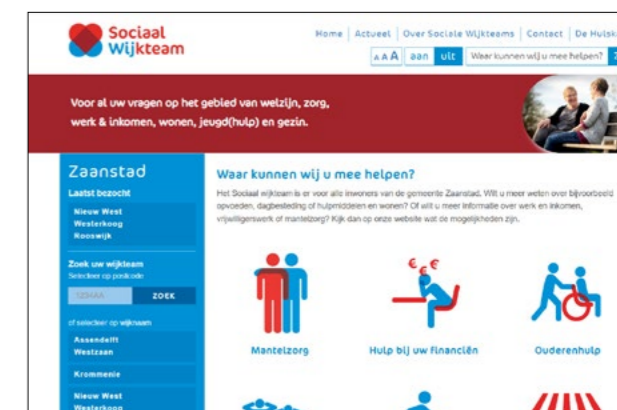 Sociaal
Wijkteam
Home | Actueel | Over Sociale Wijkteams | Contact | De Hulsk
A A A aan uit Waar kunnen wij u mee helpen?
Voor al uw vragen op het gebied van welzijn, zorg,
werk & inkomen, wonen, jeugd(hulp) en gezin.
Zaanstad
Laatst bezocht
Nieuw West
Westerkoog
Rooswijk
Zoek uw wijkteam
Selecteer op postcode
ZOEK
of selecteer op wijknaam
Assendelft
Westzaan
Krommenie
Nieuw West
Westerkoog
Waar kunnen wij u mee helpen?
Het Sociaal wijkteam is er voor alle inwoners van de gemeente Zaanstad. Wilt u meer weten over bijvoorbeeld
opvoeden, dagbesteding of hulpmiddelen en wonen? Of wilt u meer informatie over werk en inkomen,
vrijwilligerswerk of mantelzorg? Kijk dan op onze website wat de mogelijkheden zijn.
€ € €
Mantelzorg
Hulp bij uw financiën
Ouderenhulp